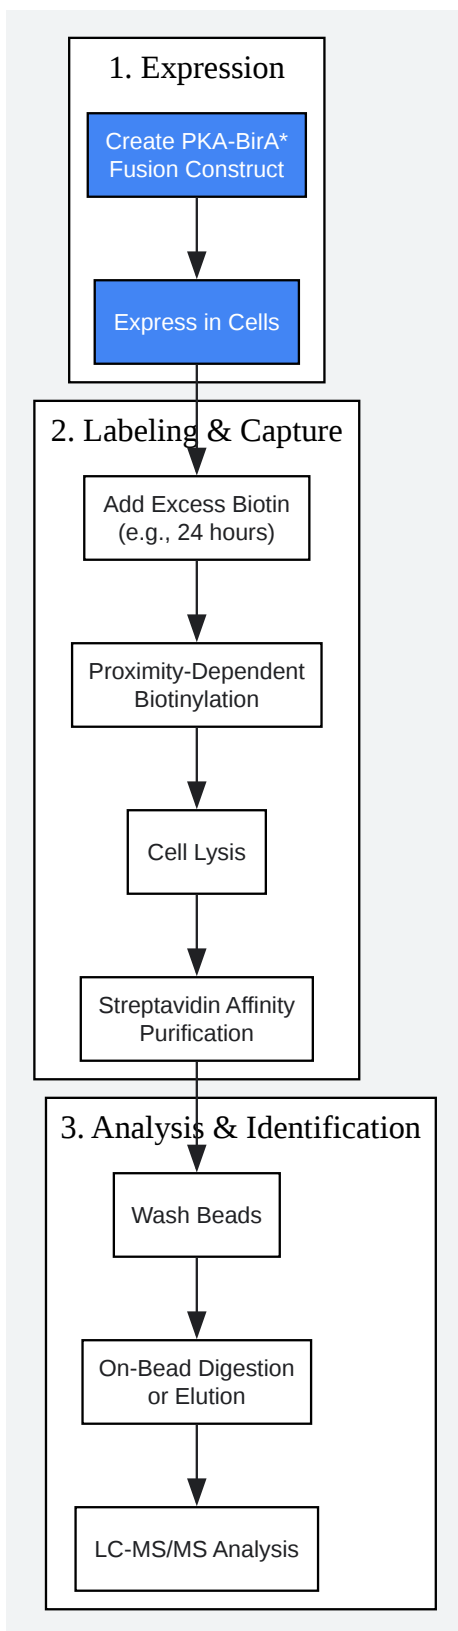 1. Expression
Create PKA-BirA*
Fusion Construct
Express in Cells
2. Labeling & Capture
Add Excess Biotin
(e.g., 24 hours)
Proximity-Dependent
Biotinylation
Cell Lysis
Streptavidin Affinity
Purification
3. Analysis & Identification
Wash Beads
On-Bead Digestion
or Elution
LC-MS/MS Analysis